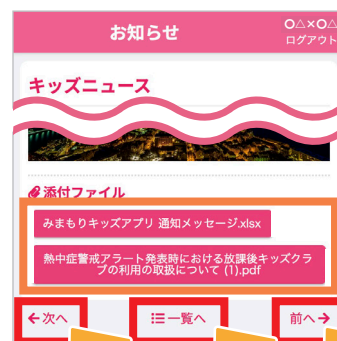 お知らせ
○△×○△
ログアウト
キッズニュース
添付ファイル
みまもりキッズアプリ 通知メッセージ.xlsx
熱中症警戒アラート発表時における放課後キッズクラ
ブの利用の取扱について (1).pdf
←次へ
一覧へ
前へ→